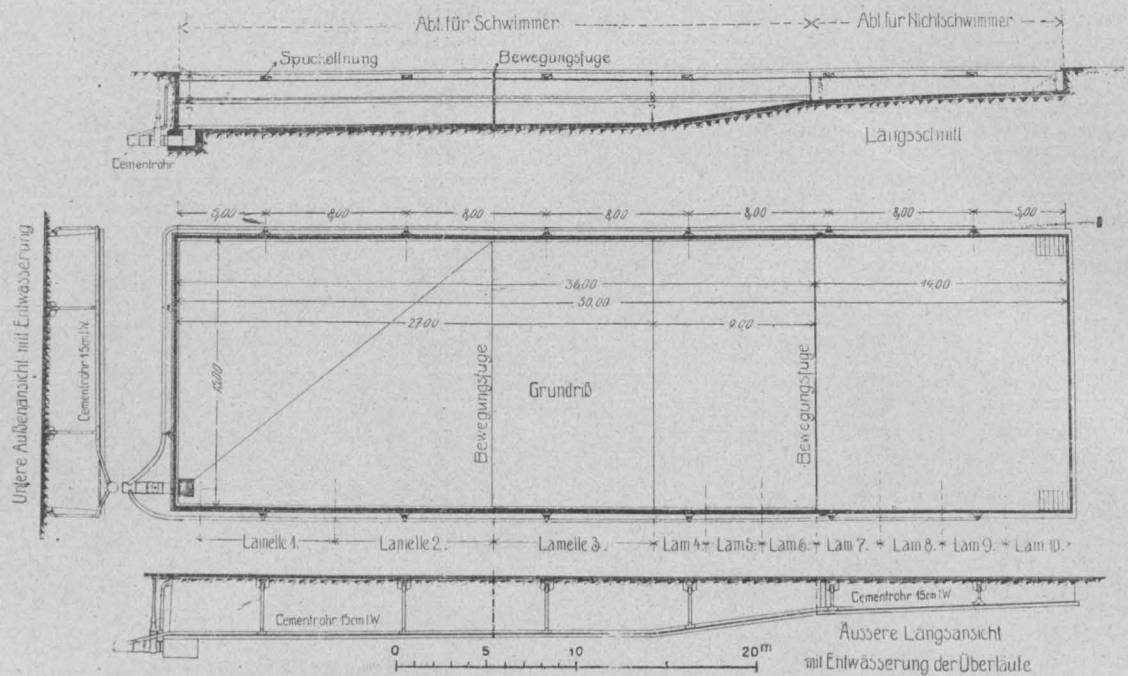 Abt. für Schwimmer
Abt. für Nichtschwimmer
Spucköffnung
Bewegungsfuge
Längsschnitt
Cementrohr
5,00 8,00 8,00 8,00 8,00 8,00 5,00
Untere Außenansicht mit Entwässerung
Cementrohr 15cm l.W.
36,00 14,00
50,00
27,00 9,00
15,00
Bewegungsfuge
Bewegungsfuge
Grundriß
Lamelle 1. Lamelle 2. Lamelle 3. Lam 4. Lam 5. Lam 6. Lam 7. Lam 8. Lam 9. Lam 10.
Cementrohr 15cm l.W.
Cementrohr 15cm l.W
Äussere Längsansicht
mit Entwässerung der Überläufe
0 5 10 20 m